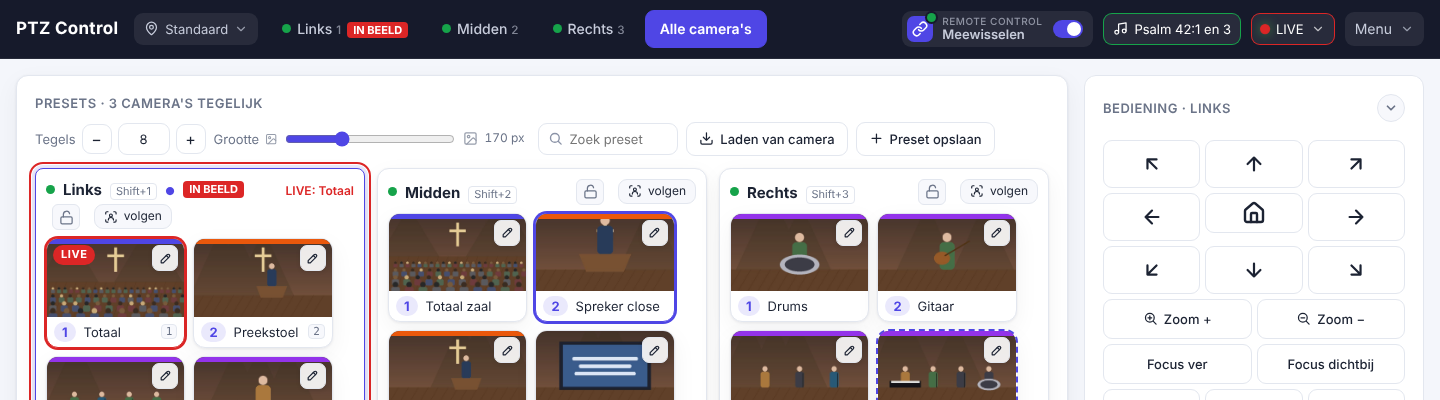 PTZ Control
Standaard
Links 1 IN BEELD
Midden 2
Rechts 3
Alle camera's
REMOTE CONTROL
Meewisselen
Psalm 42:1 en 3
LIVE
Menu
PRESETS · 3 CAMERA'S TEGELIJK
Tegels − 8 + Grootte 170 px Zoek preset Laden van camera + Preset opslaan
Links Shift+1 IN BEELD LIVE: Totaal
volgen
LIVE
1 Totaal 1
2 Preekstoel 2
Midden Shift+2 volgen
1 Totaal zaal
2 Spreker close
Rechts Shift+3 volgen
1 Drums
2 Gitaar
BEDIENING · LINKS
Zoom +
Zoom −
Focus ver
Focus dichtbij